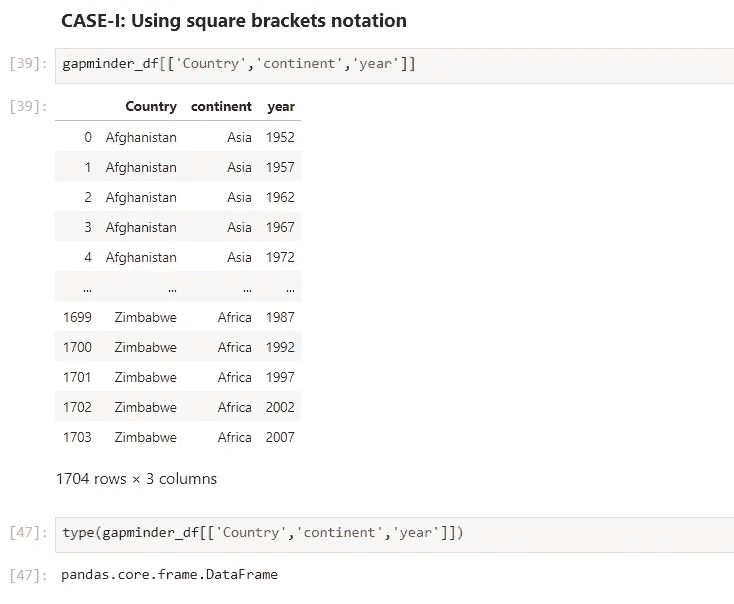 CASE-I: Using square brackets notation
[39]: gapminder_df[['Country','continent','year']]
[39]: Country continent year
0 Afghanistan Asia 1952
1 Afghanistan Asia 1957
2 Afghanistan Asia 1962
3 Afghanistan Asia 1967
4 Afghanistan Asia 1972
... ... ... ...
1699 Zimbabwe Africa 1987
1700 Zimbabwe Africa 1992
1701 Zimbabwe Africa 1997
1702 Zimbabwe Africa 2002
1703 Zimbabwe Africa 2007
1704 rows × 3 columns
[47]: type(gapminder_df[['Country','continent','year']])
[47]: pandas.core.frame.DataFrame